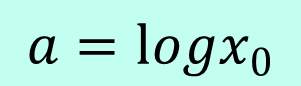 a = logx₀